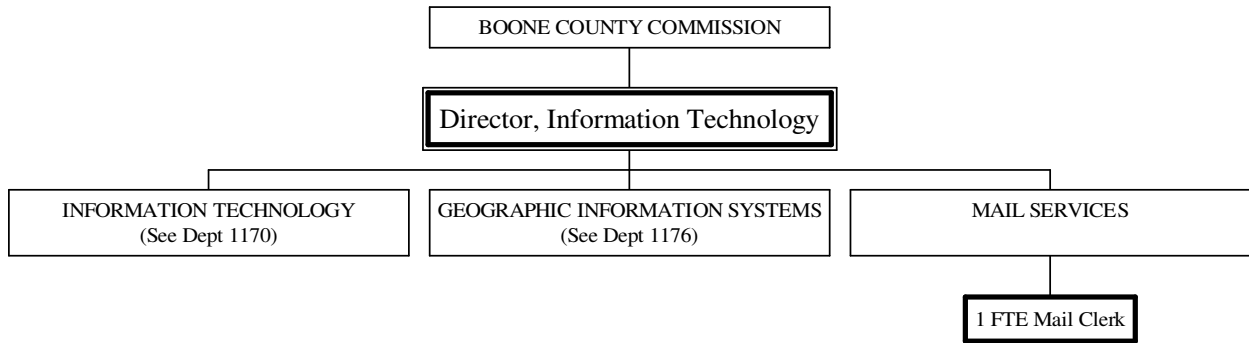 BOONE COUNTY COMMISSION
Director, Information Technology
INFORMATION TECHNOLOGY
(See Dept 1170)
GEOGRAPHIC INFORMATION SYSTEMS
(See Dept 1176)
MAIL SERVICES
1 FTE Mail Clerk